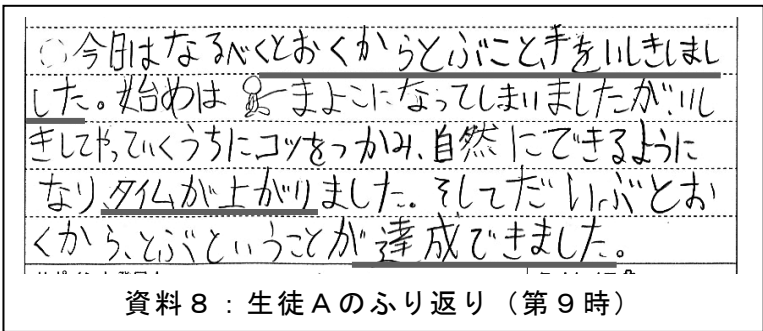 ○今日はなるべくとおくからとぶこと、手をいしきしまし
した。始めは まよこになってしまいましたが、いし
きしてやっていくうちにコツをつかみ、自然にできるように
なり、タイムが上がりました。そしてだいぶとお
くから、とぶということが達成できました。
資料8：生徒Aのふり返り（第9時）